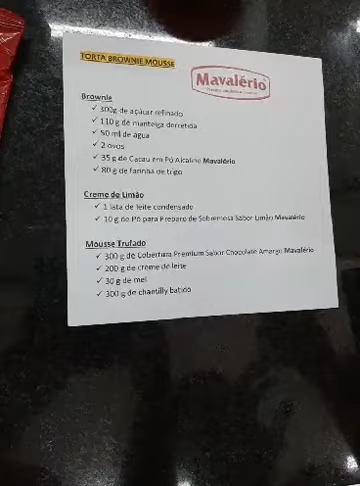 TORTA BROWNIE MOUSSE
Mavalério
Brownie
✓ 300g de açúcar refinado
✓ 110 g de manteiga derretida
✓ 50 ml de água
✓ 2 ovos
✓ 35 g de Cacau em Pó Alcalino Mavalério
✓ 80 g de farinha de trigo
Creme de Limão
✓ 1 lata de leite condensado
✓ 10 g de Pó para Preparo de Sobremesa Sabor Limão Mavalério
Mousse Trufado
✓ 300 g de Cobertura Premium Sabor Chocolate Amargo Mavalério
✓ 200 g de creme de leite
✓ 30 g de mel
✓ 300 g de chantilly batido